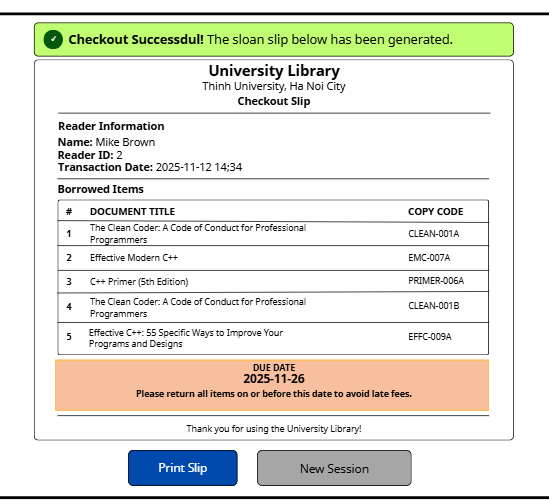 Checkout Successdul! The sloan slip below has been generated.
University Library
Thinh University, Ha Noi City
Checkout Slip
Reader Information
Name: Mike Brown
Reader ID: 2
Transaction Date: 2025-11-12 14;34
Borrowed Items
# DOCUMENT TITLE COPY CODE
1 The Clean Coder: A Code of Conduct for Professional
Programmers CLEAN-001A
2 Effective Modern C++ EMC-007A
3 C++ Primer (5th Edition) PRIMER-006A
4 The Clean Coder: A Code of Conduct for Professional
Programmers CLEAN-001B
5 Effective C++: 55 Specific Ways to Improve Your
Programs and Designs EFFC-009A
DUE DATE
2025-11-26
Please return all items on or before this date to avoid late fees.
Thank you for using the University Library!
Print Slip New Session